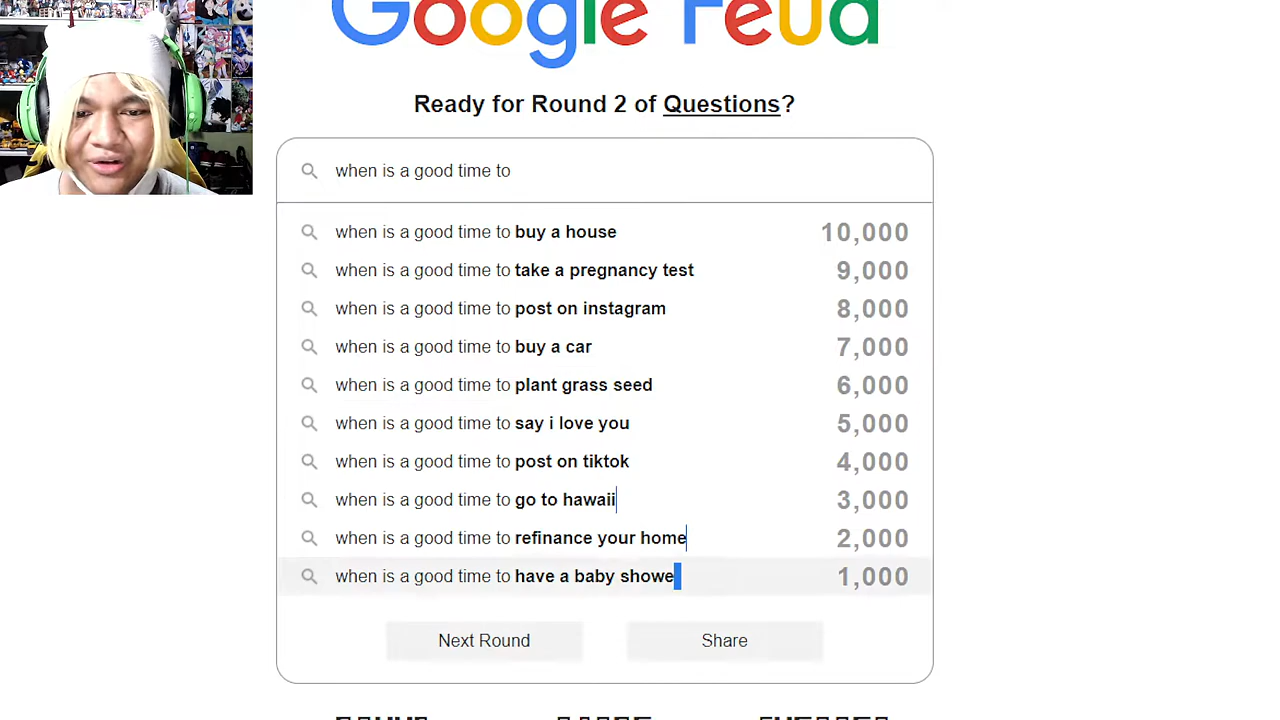 Google Feud
Ready for Round 2 of Questions?
when is a good time to
when is a good time to buy a house 10,000
when is a good time to take a pregnancy test 9,000
when is a good time to post on instagram 8,000
when is a good time to buy a car 7,000
when is a good time to plant grass seed 6,000
when is a good time to say i love you 5,000
when is a good time to post on tiktok 4,000
when is a good time to go to hawaii 3,000
when is a good time to refinance your home 2,000
when is a good time to have a baby showe 1,000
Next Round Share